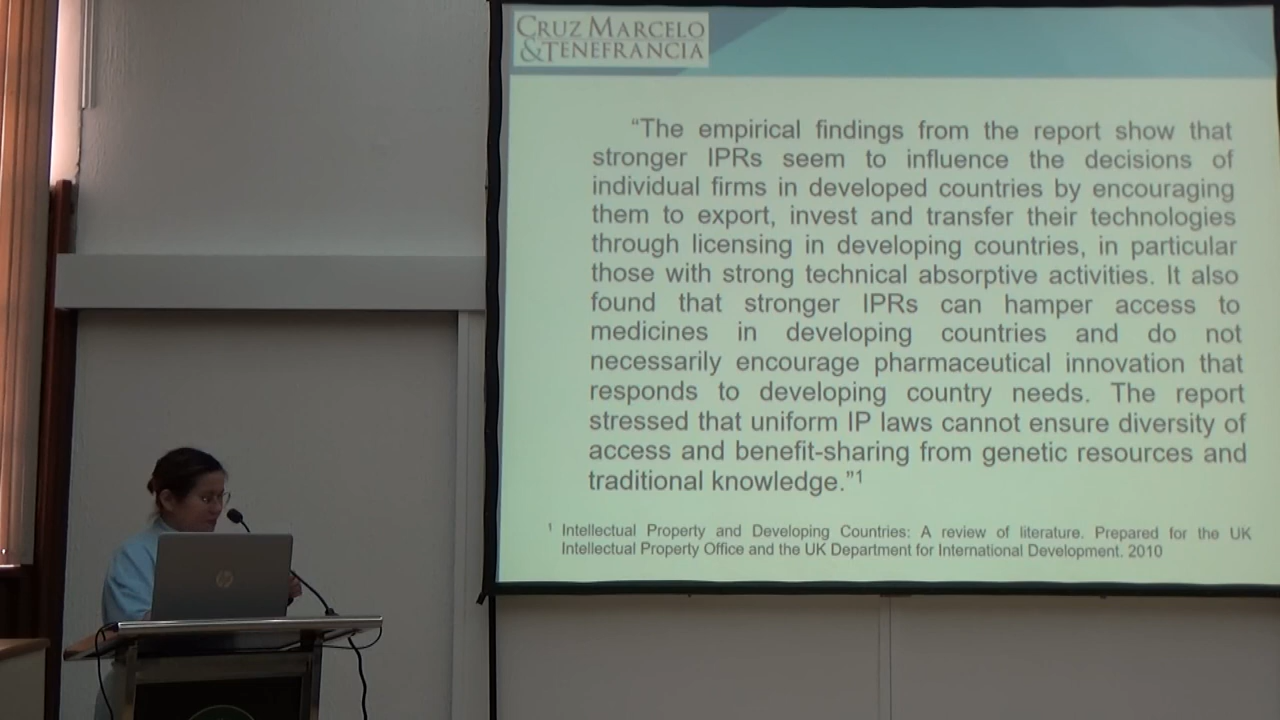 CRUZ MARCELO
&TENEFRANCIA
“The empirical findings from the report show that
stronger IPRs seem to influence the decisions of
individual firms in developed countries by encouraging
them to export, invest and transfer their technologies
through licensing in developing countries, in particular
those with strong technical absorptive activities. It also
found that stronger IPRs can hamper access to
medicines in developing countries and do not
necessarily encourage pharmaceutical innovation that
responds to developing country needs. The report
stressed that uniform IP laws cannot ensure diversity of
access and benefit-sharing from genetic resources and
traditional knowledge.”1
1 Intellectual Property and Developing Countries: A review of literature. Prepared for the UK
Intellectual Property Office and the UK Department for International Development. 2010
hp